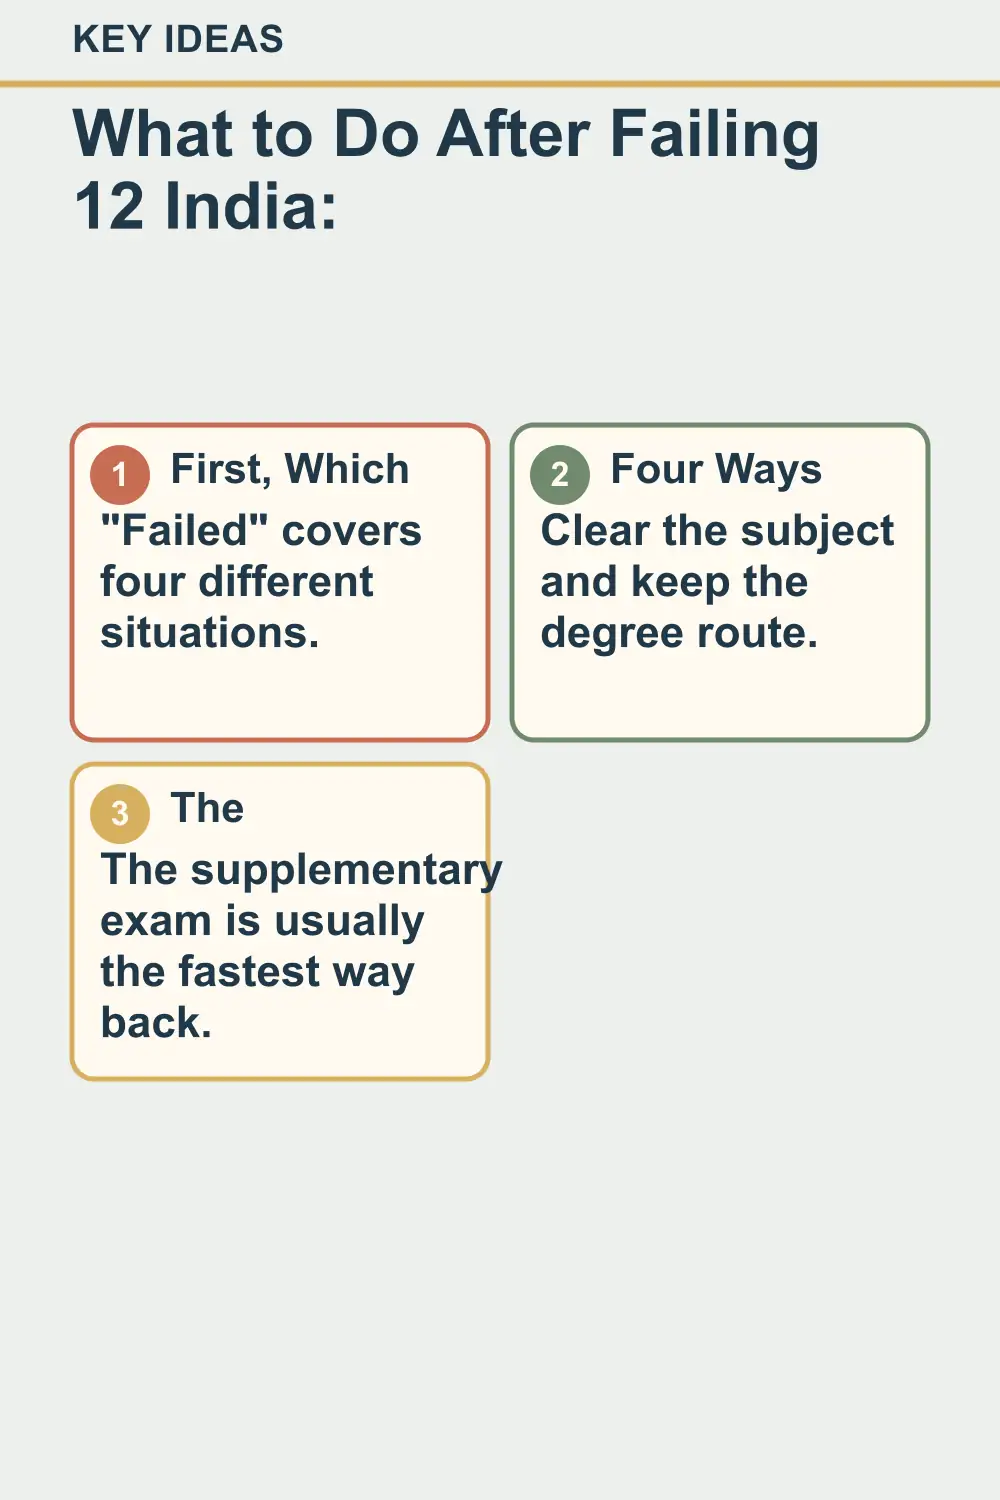 KEY IDEAS
What to Do After Failing
12 India:
1 First, Which
"Failed" covers
four different
situations.
2 Four Ways
Clear the subject
and keep the
degree route.
3 The
The supplementary
exam is usually
the fastest way
back.